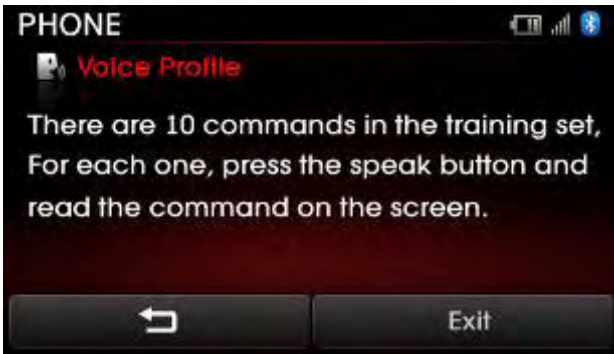 PHONE
Voice Profile
There are 10 commands in the training set,
For each one, press the speak button and
read the command on the screen.
Exit